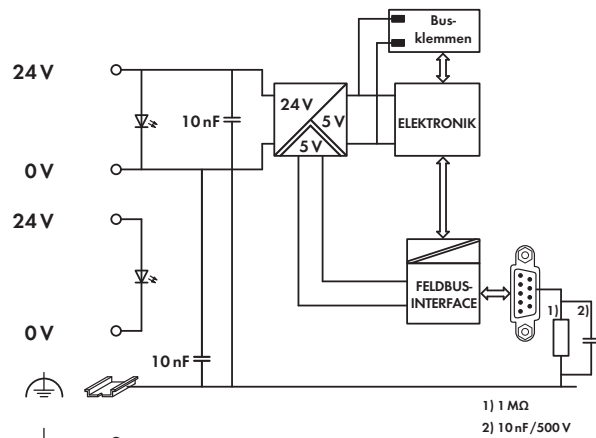 Bus-
klemmen
24 V
10 nF
24 V
5 V
5 V
ELEKTRONIK
0 V
24 V
FELDBUS-
INTERFACE
1)
2)
0 V
10 nF
1) 1 MΩ
2) 10 nF/500 V